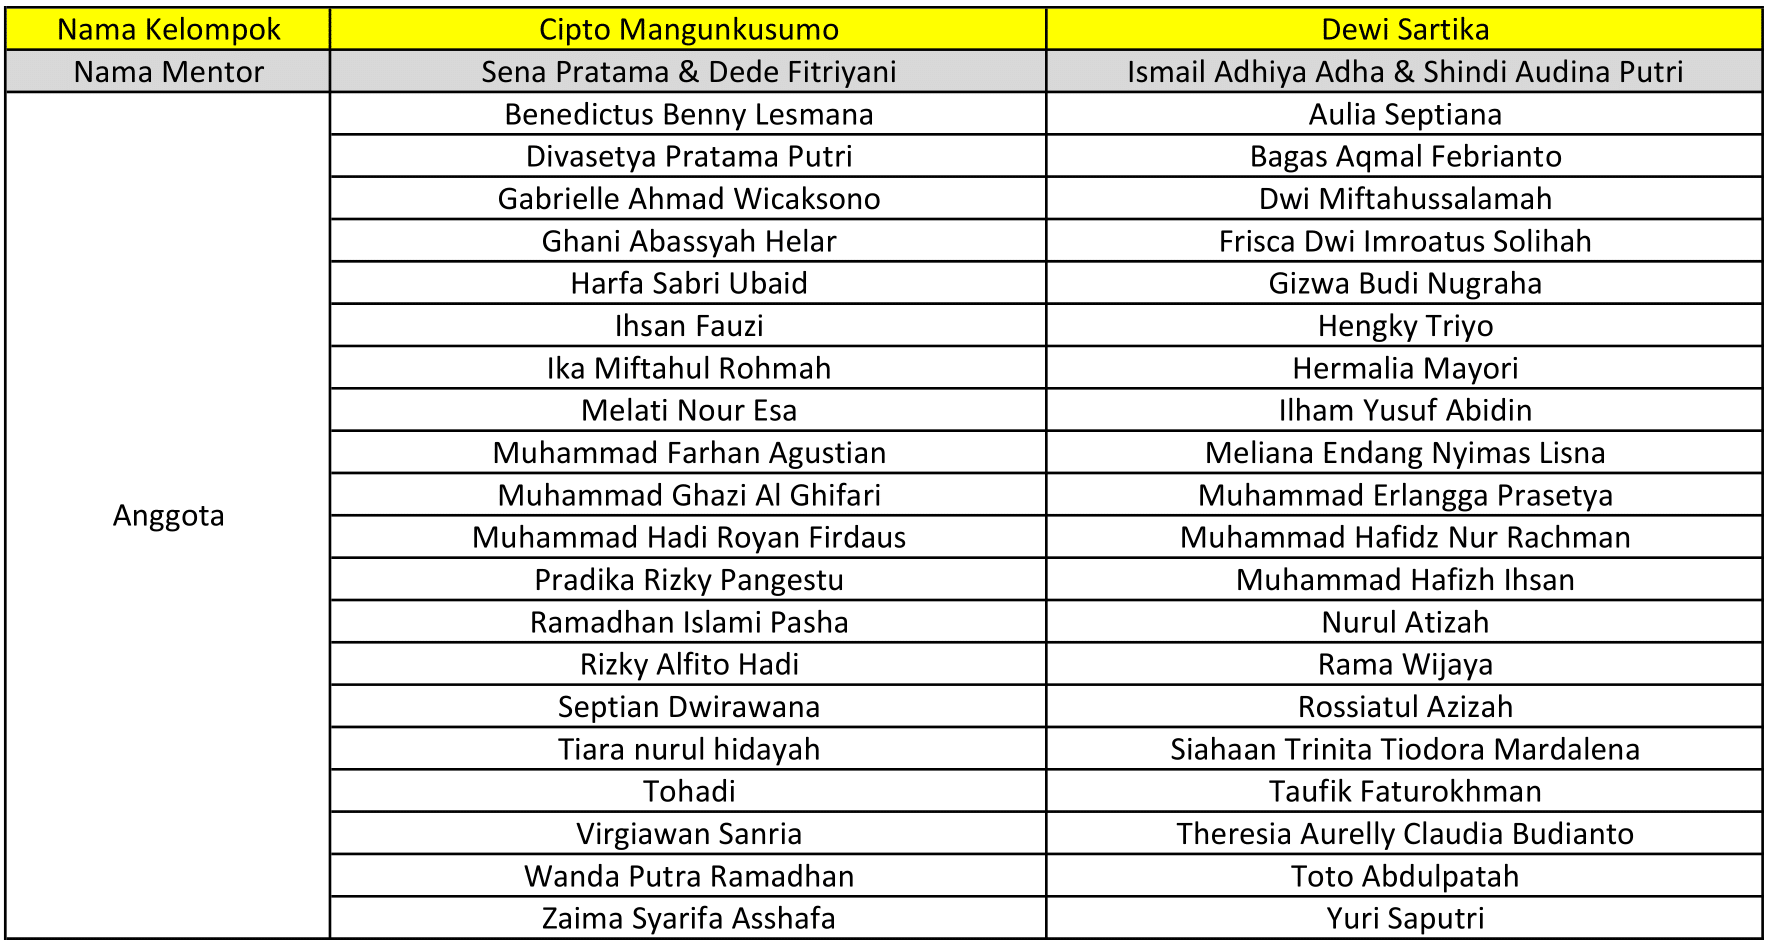 Nama Kelompok Cipto Mangunkusumo Dewi Sartika
Nama Mentor Sena Pratama & Dede Fitriyani Ismail Adhiya Adha & Shindi Audina Putri
Benedictus Benny Lesmana Aulia Septiana
Divasetya Pratama Putri Bagas Aqmal Febrianto
Gabrielle Ahmad Wicaksono Dwi Miftahussalamah
Ghani Abassyah Helar Frisca Dwi Imroatus Solihah
Harfa Sabri Ubaid Gizwa Budi Nugraha
Ihsan Fauzi Hengky Triyo
Ika Miftahul Rohmah Hermalia Mayori
Melati Nour Esa Ilham Yusuf Abidin
Muhammad Farhan Agustian Meliana Endang Nyimas Lisna
Muhammad Ghazi Al Ghifari Muhammad Erlangga Prasetya
Anggota
Muhammad Hadi Royan Firdaus Muhammad Hafidz Nur Rachman
Pradika Rizky Pangestu Muhammad Hafizh Ihsan
Ramadhan Islami Pasha Nurul Atizah
Rizky Alfito Hadi Rama Wijaya
Septian Dwirawana Rossiatul Azizah
Tiara nurul hidayah Siahaan Trinita Tiodora Mardalena
Tohadi Taufik Faturokhman
Virgiawan Sanria Theresia Aurelly Claudia Budianto
Wanda Putra Ramadhan Toto Abdulpatah
Zaima Syarifa Asshafa Yuri Saputri